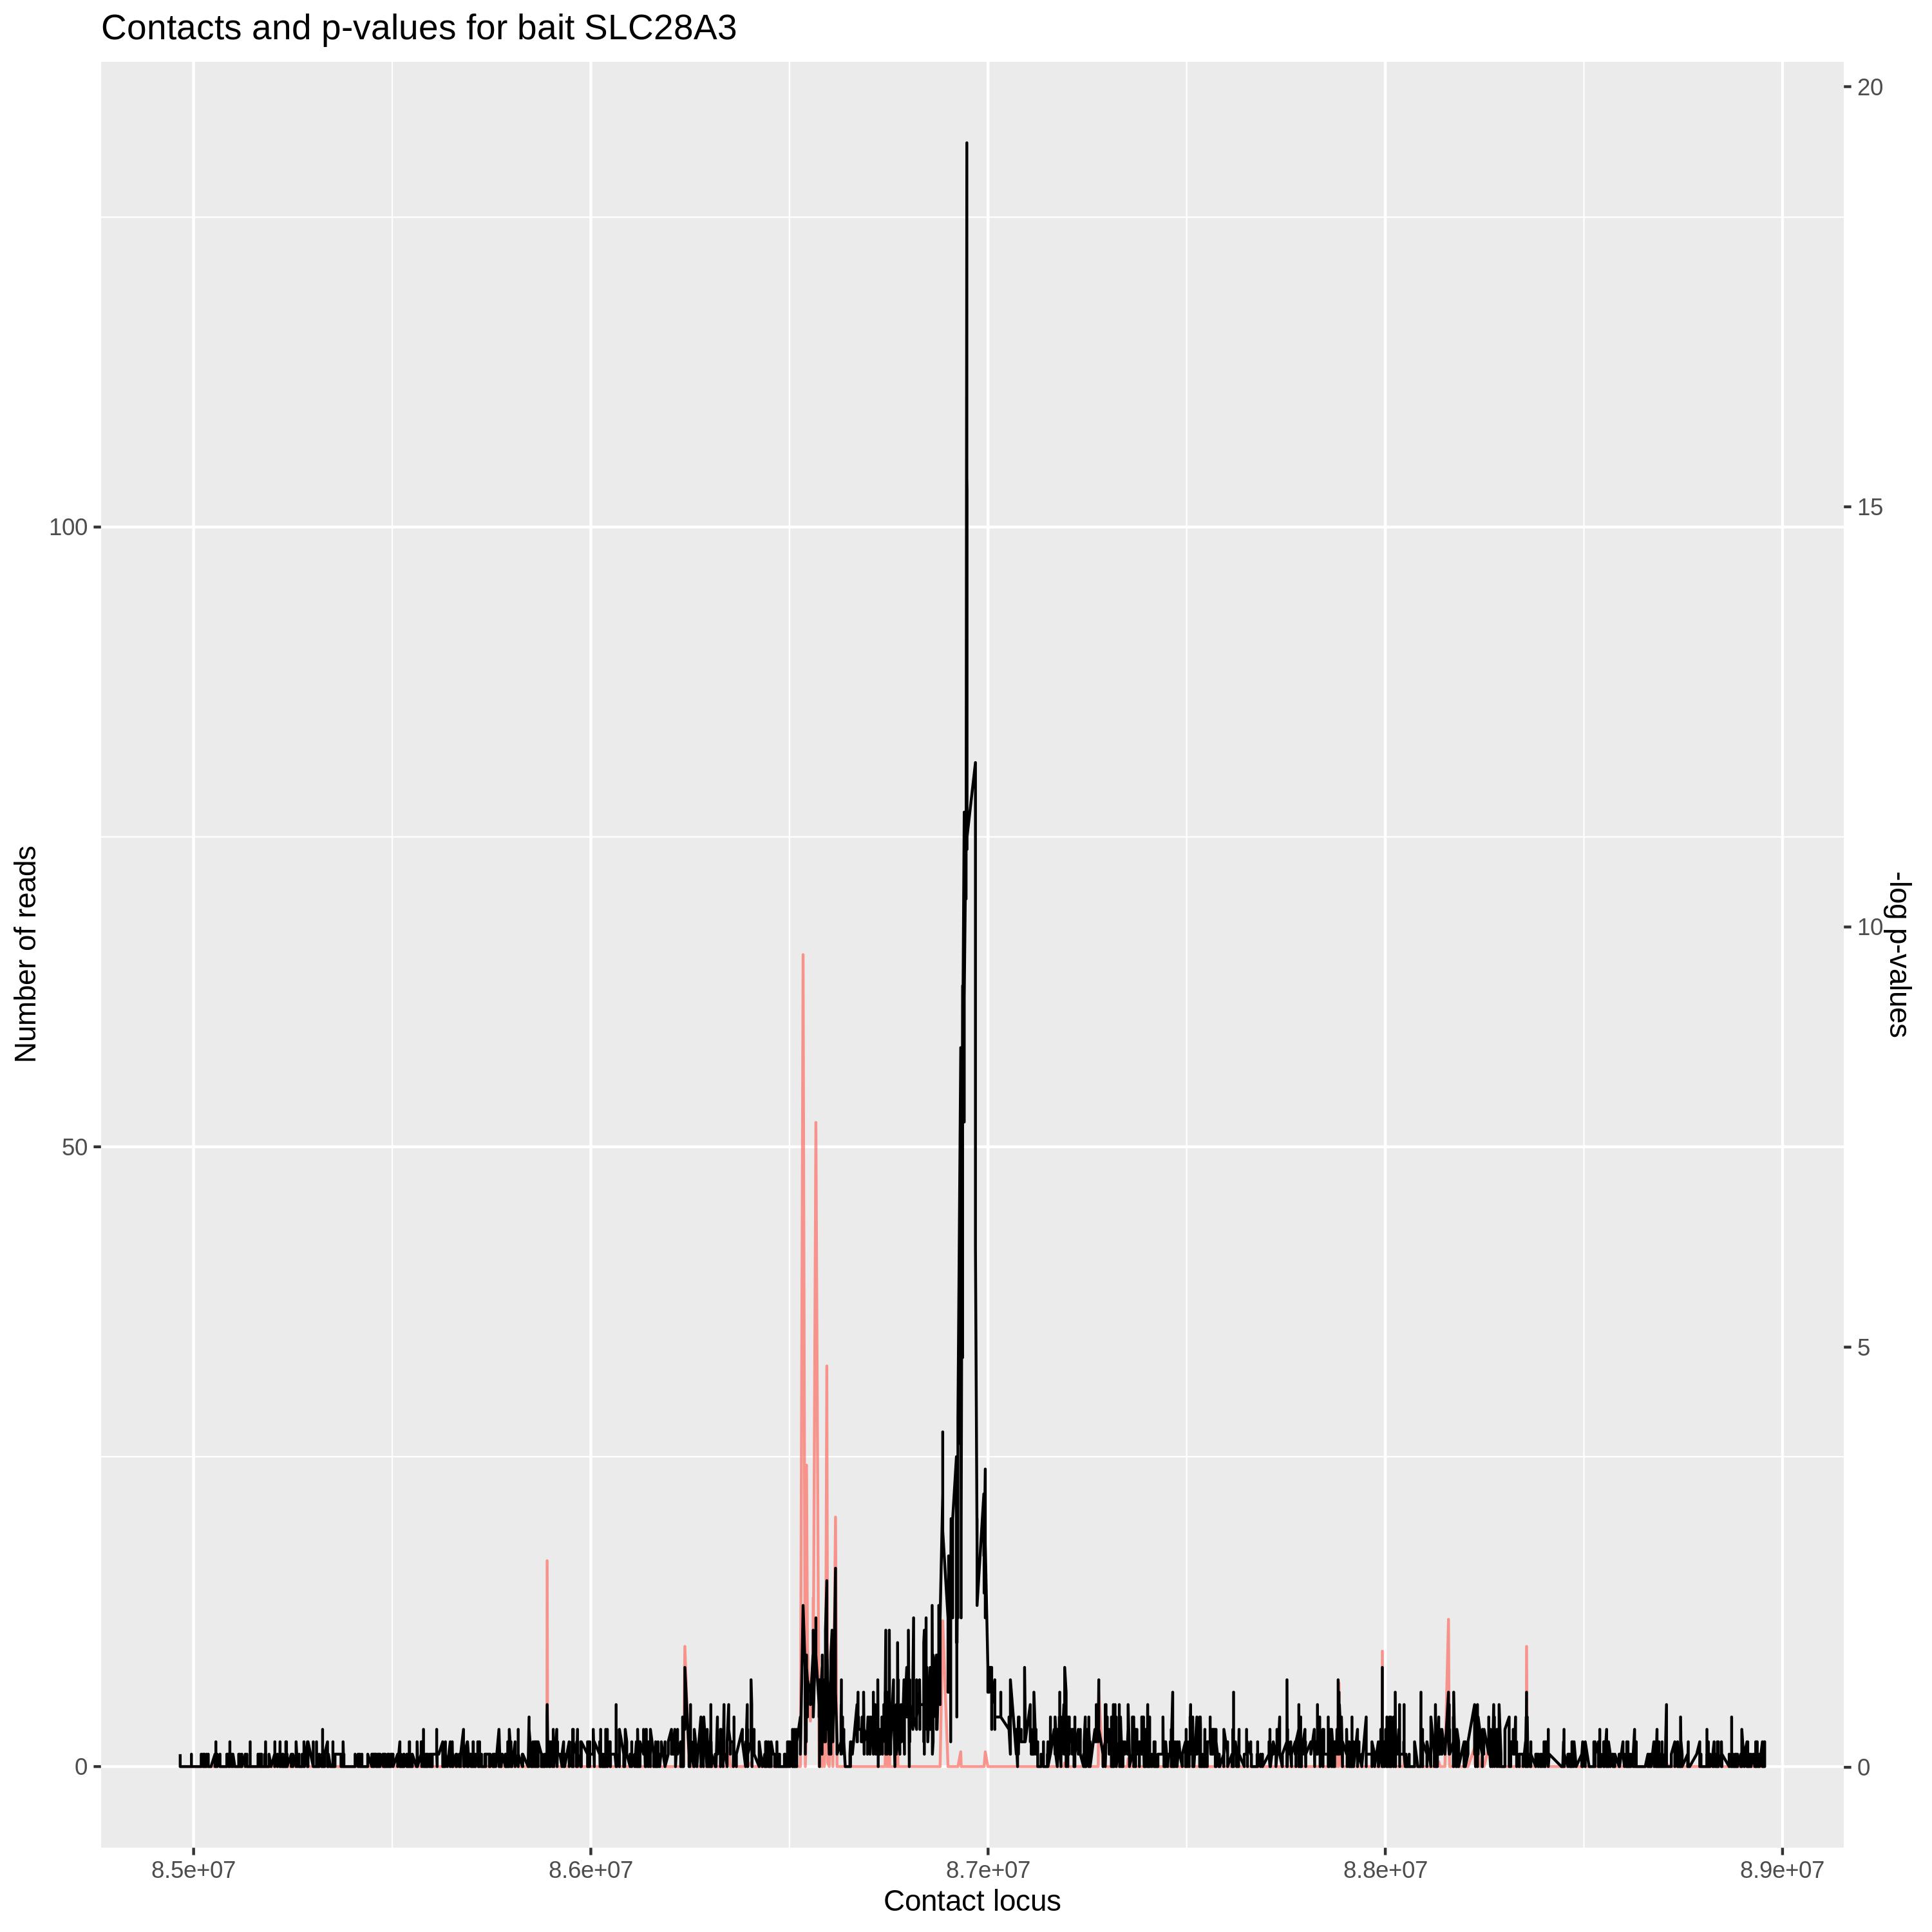 Contacts and p-values for bait SLC28A3
Number of reads
100
50
0
20
15
10
5
0
-log p-values
8.5e+07
8.6e+07
8.7e+07
8.8e+07
8.9e+07
Contact locus